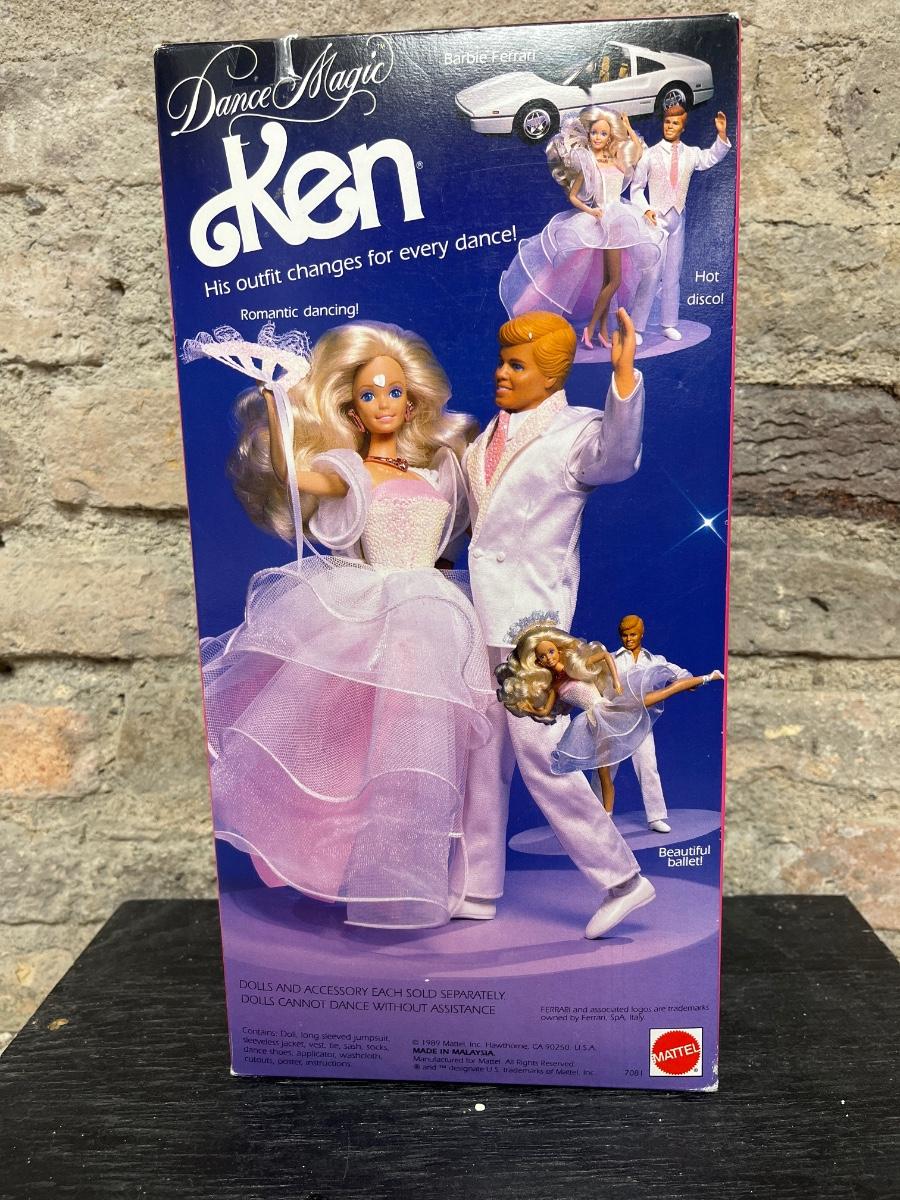 Dance Magic™
Barbie Ferrari
Ken®
His outfit changes for every dance!
Hot
disco!
Romantic dancing!
Beautiful
ballet!
DOLLS AND ACCESSORY EACH SOLD SEPARATELY.
DOLLS CANNOT DANCE WITHOUT ASSISTANCE
FERRARI and associated logos are trademarks
owned by Ferrari, SpA, Italy.
Contains: Doll, long sleeved jumpsuit,
sleeveless jacket, vest, tie, sash, socks,
dance shoes, applicator, washcloth,
cutouts, poster, instructions.
© 1989 Mattel, Inc. Hawthorne, CA 90250. U.S.A.
MADE IN MALAYSIA.
Manufactured for Mattel. All Rights Reserved.
® and ™ designate U.S. trademarks of Mattel, Inc.
7081
MATTEL®